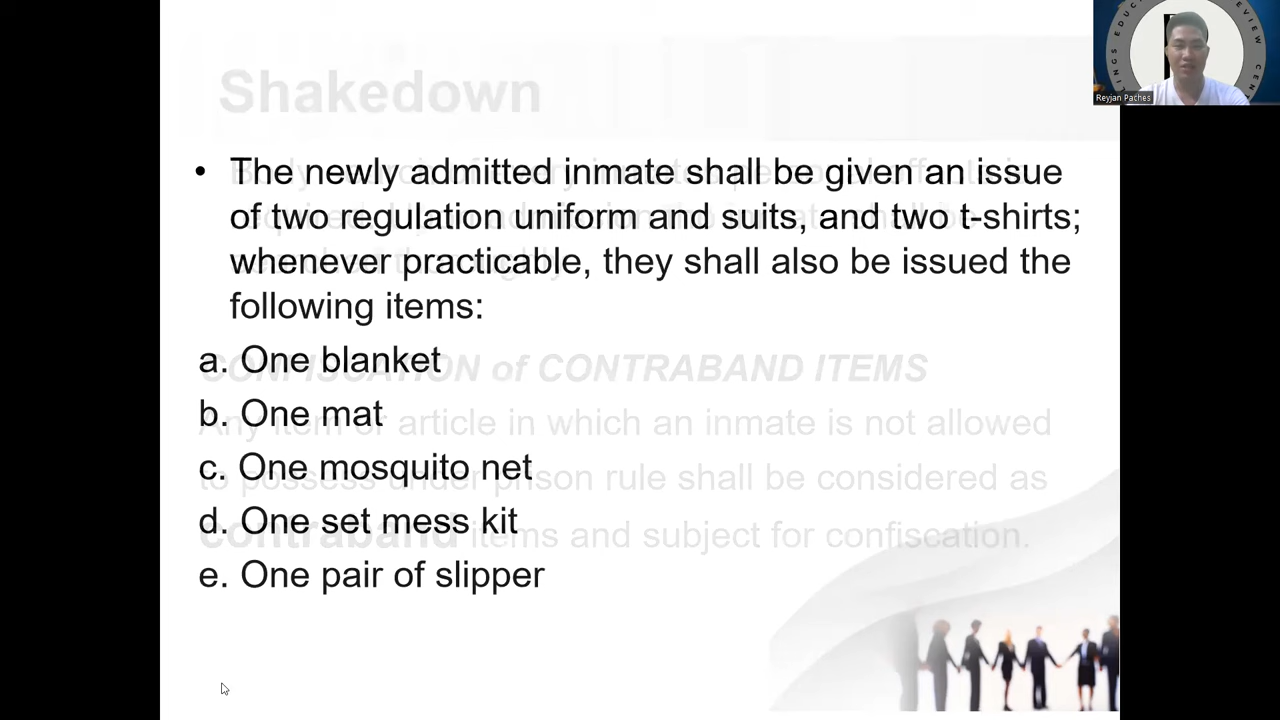 Shakedown
• The newly admitted inmate shall be given an issue
of two regulation uniform and suits, and two t-shirts;
whenever practicable, they shall also be issued the
following items:
a. One blanket
b. One mat
c. One mosquito net
d. One set mess kit
e. One pair of slipper
CONFISCATION of CONTRABAND ITEMS
Any item or article in which an inmate is not allowed
to possess under prison rule shall be considered as
contraband items and subject for confiscation.
Reyjan Paches